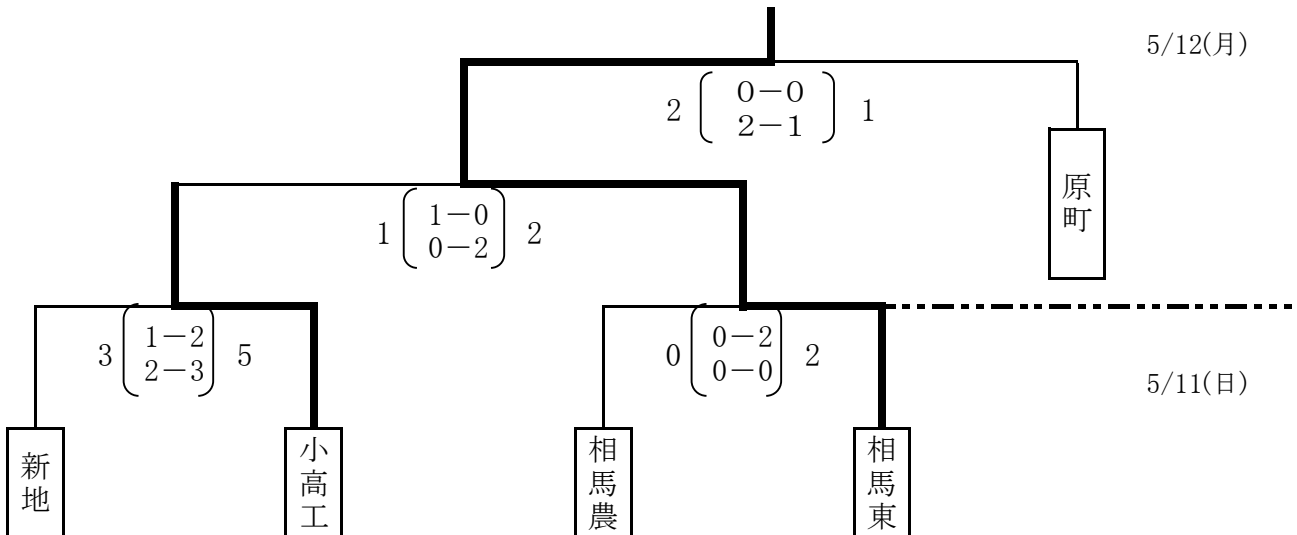 5/12(月)
2 0－0 1
2－1
原町
1 1－0 2
0－2
3 1－2 5
2－3
0 0－2 2
0－0
5/11(日)
新地
小高工
相馬農
相馬東